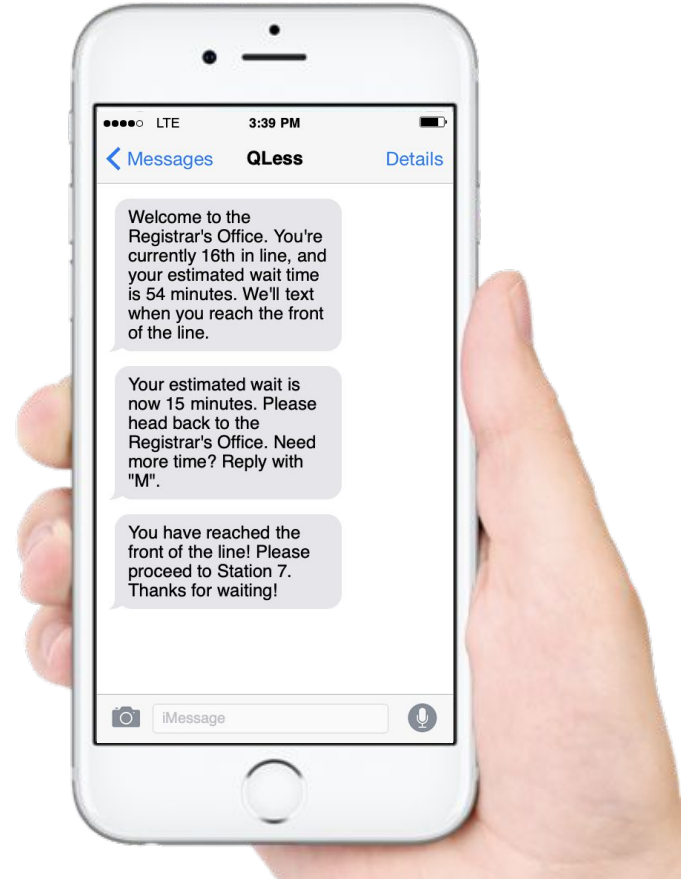 LTE 3:39 PM
Messages QLess Details
Welcome to the
Registrar's Office. You're
currently 16th in line, and
your estimated wait time
is 54 minutes. We'll text
when you reach the front
of the line.
Your estimated wait is
now 15 minutes. Please
head back to the
Registrar's Office. Need
more time? Reply with
"M".
You have reached the
front of the line! Please
proceed to Station 7.
Thanks for waiting!
iMessage